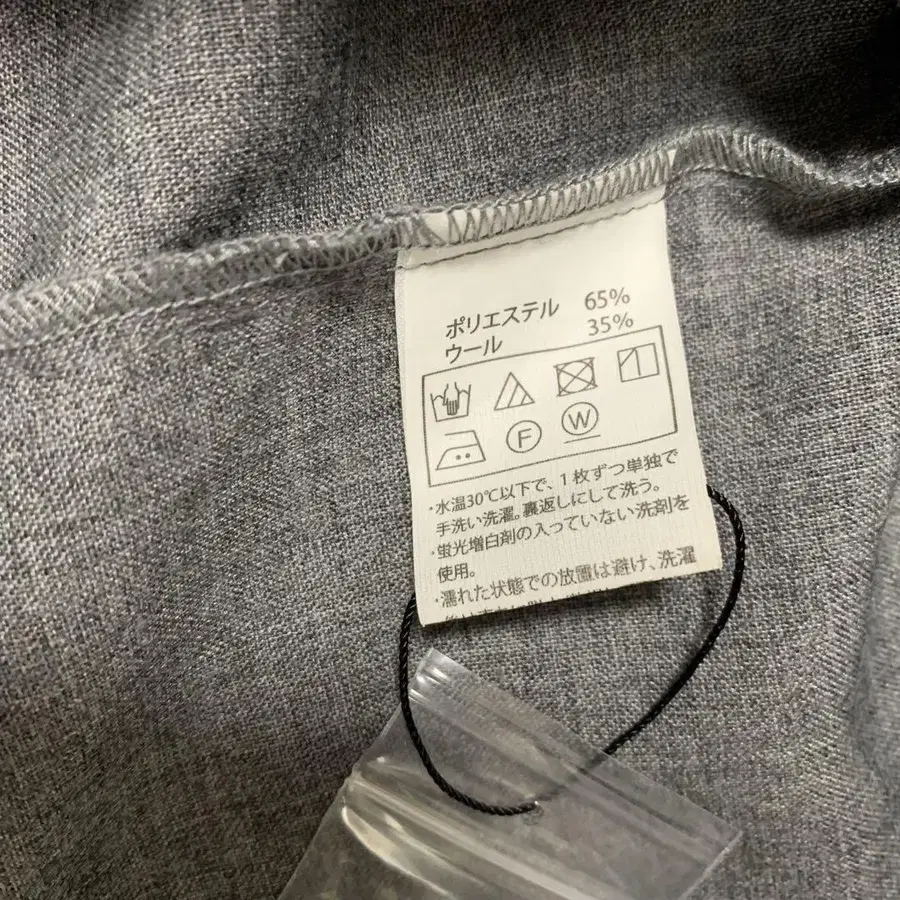 ポリエステル 65%
ウール 35%
F
W
・水温30℃以下で、1枚ずつ単独で
手洗い洗濯。裏返しにして洗う。
・蛍光増白剤の入っていない洗剤を
使用。
・濡れた状態での放置は避け、洗濯